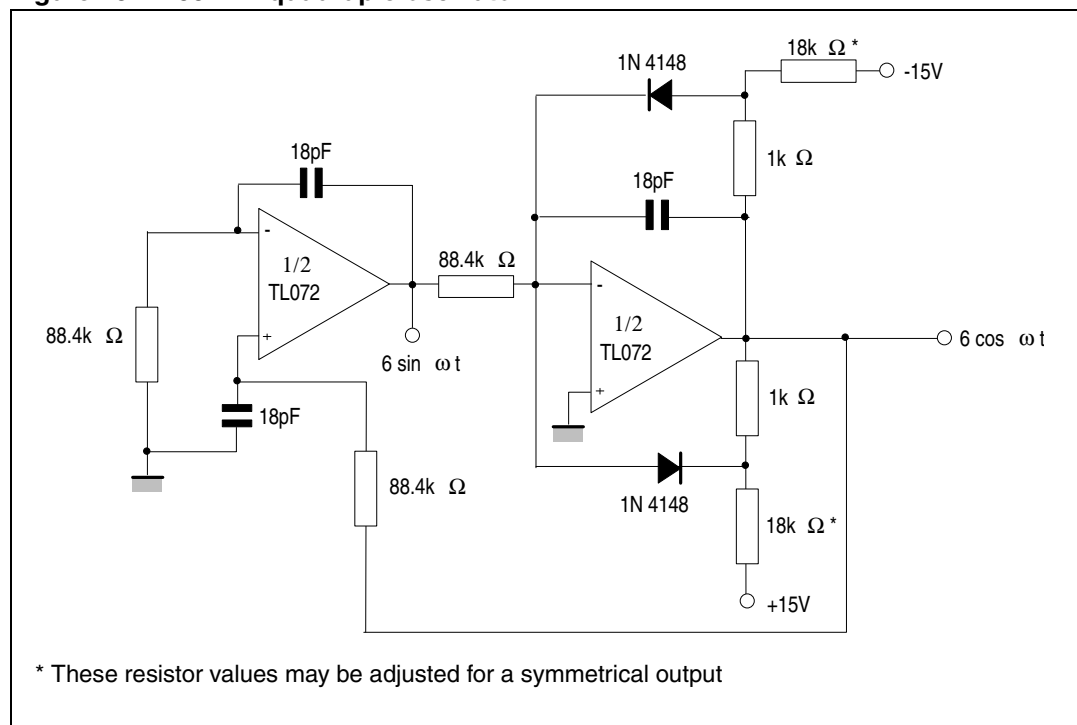 18k Ω *
1N 4148
-15V
1k Ω
18pF
18pF
-
1/2
TL072
+
88.4k Ω
-
1/2
TL072
+
88.4k Ω
6 sin ωt
6 cos ωt
18pF
1k Ω
88.4k Ω
1N 4148
18k Ω *
+15V
* These resistor values may be adjusted for a symmetrical output